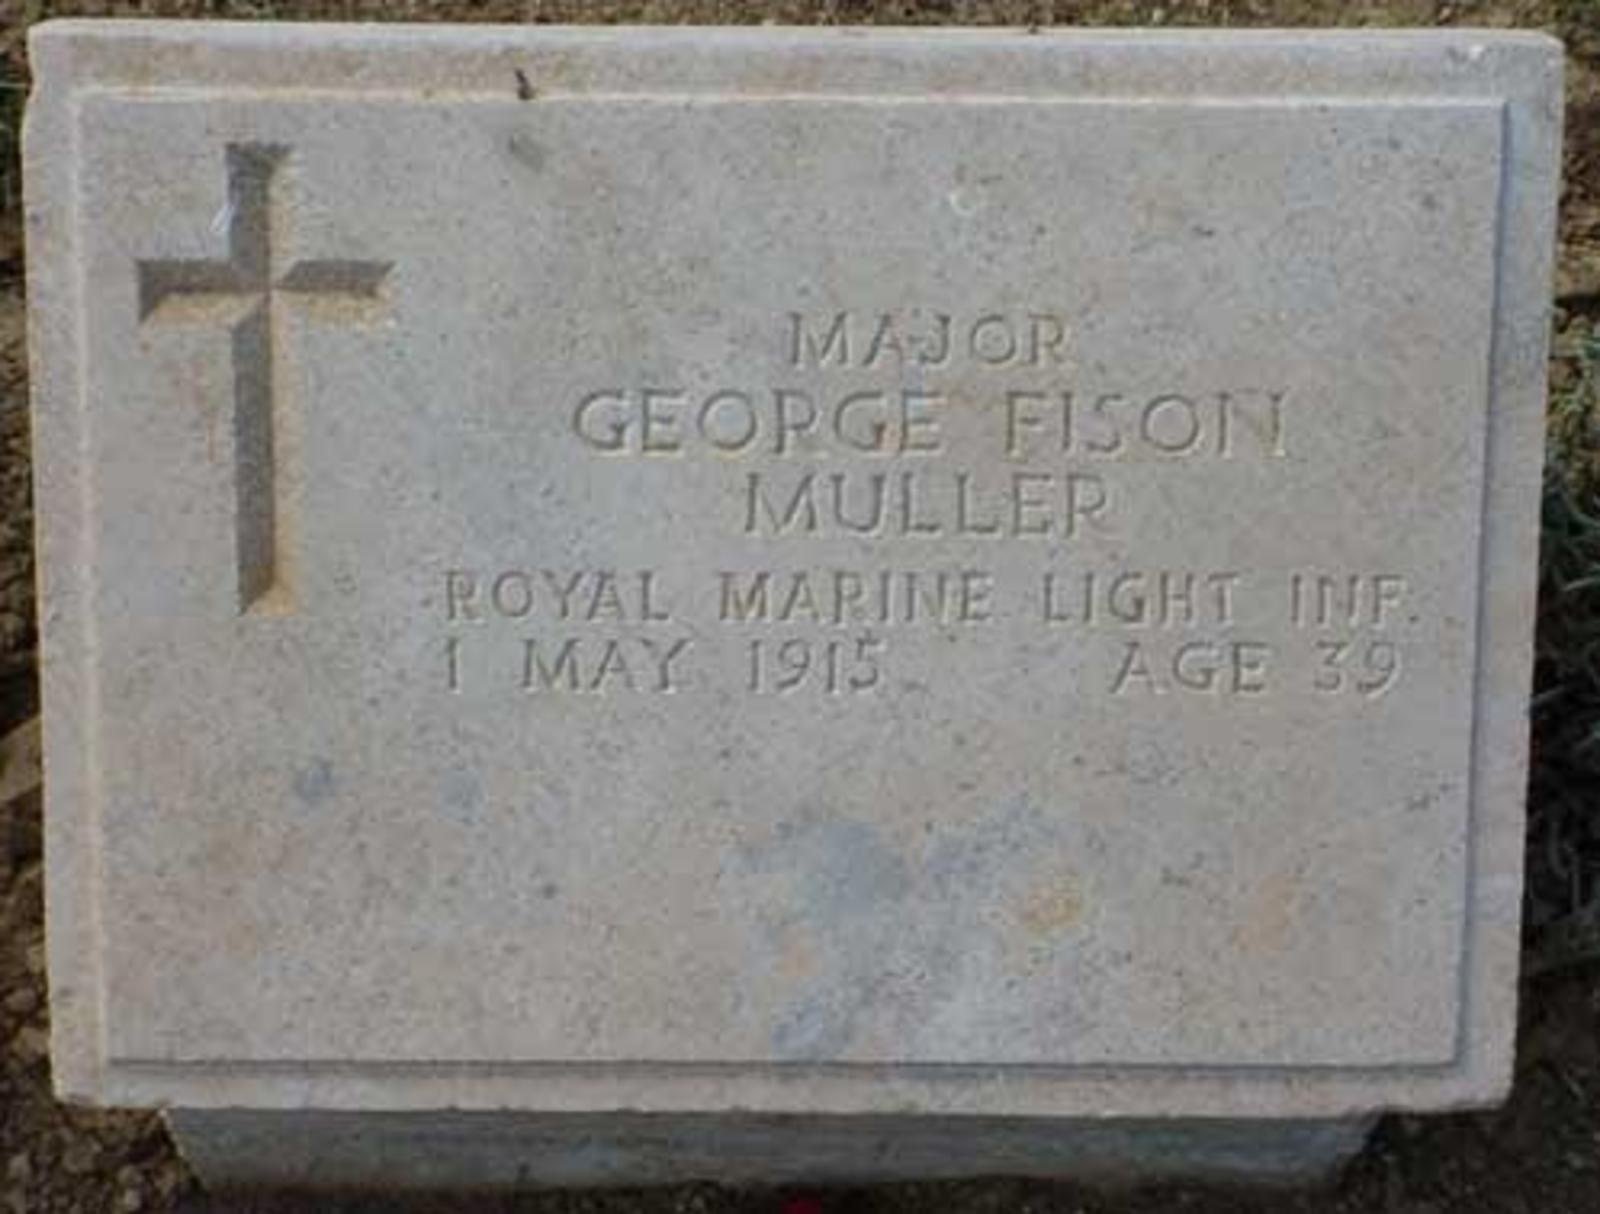 MAJOR
GEORGE FISON
MULLER
ROYAL MARINE LIGHT INF.
1 MAY 1915 AGE 39